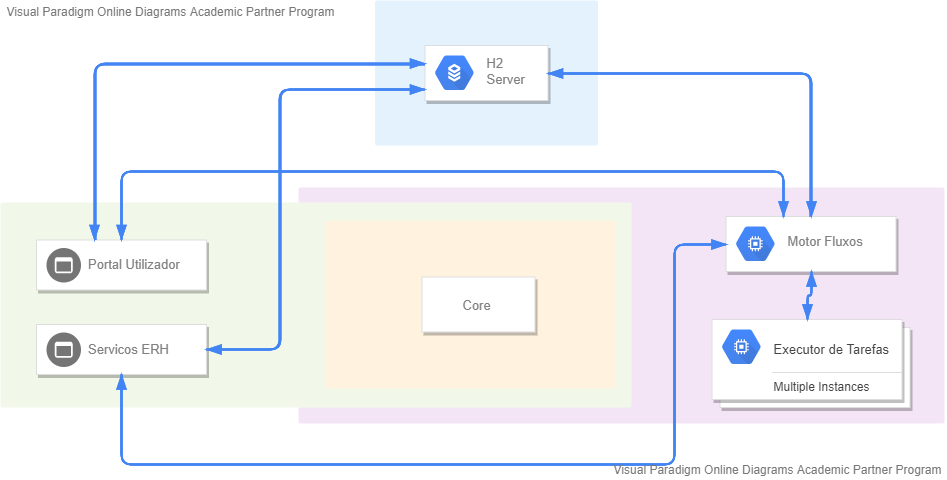 Visual Paradigm Online Diagrams Academic Partner Program
H2
Server
Portal Utilizador
Motor Fluxos
Core
Servicos ERH
Executor de Tarefas
Multiple Instances
Visual Paradigm Online Diagrams Academic Partner Program